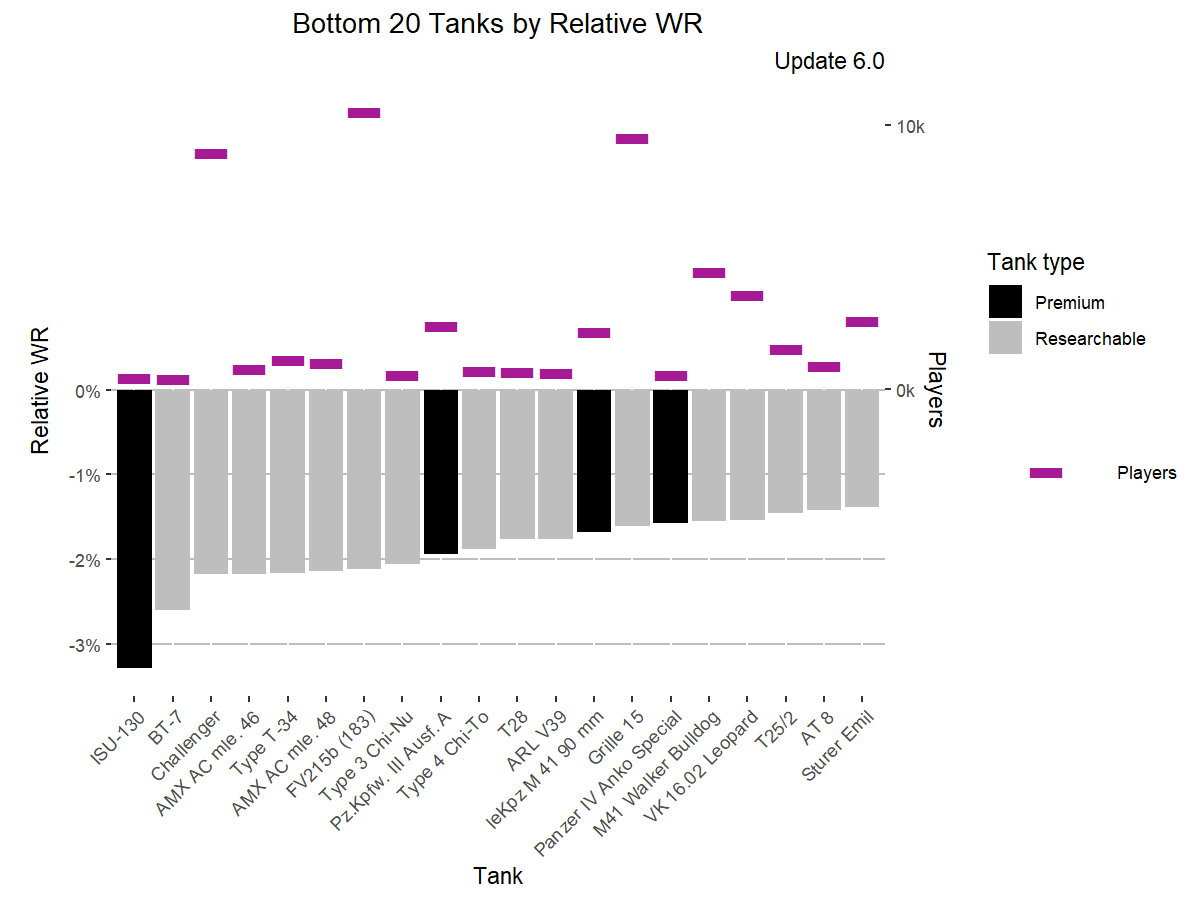 Bottom 20 Tanks by Relative WR
Update 6.0
10k
0k
Players
Relative WR
0%
-1%
-2%
-3%
ISU-130
BT-7
Challenger
AMX AC mle. 46
Type T-34
AMX AC mle. 48
FV215b (183)
Type 3 Chi-Nu
Pz.Kpfw. III Ausf. A
Type 4 Chi-To
T28
ARL V39
leKpz M 41 90 mm
Grille 15
Panzer IV Anko Special
M41 Walker Bulldog
VK 16.02 Leopard
T25/2
AT 8
Sturer Emil
Tank
Tank type
Premium
Researchable
Players